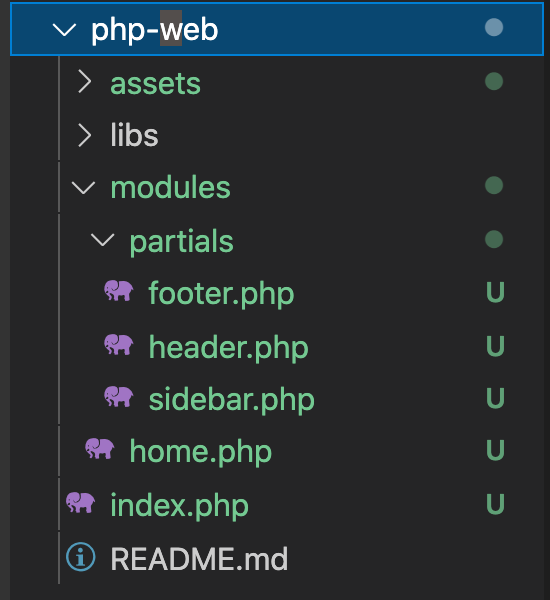 php-web
assets
libs
modules
partials
footer.php U
header.php U
sidebar.php U
home.php U
index.php U
README.md